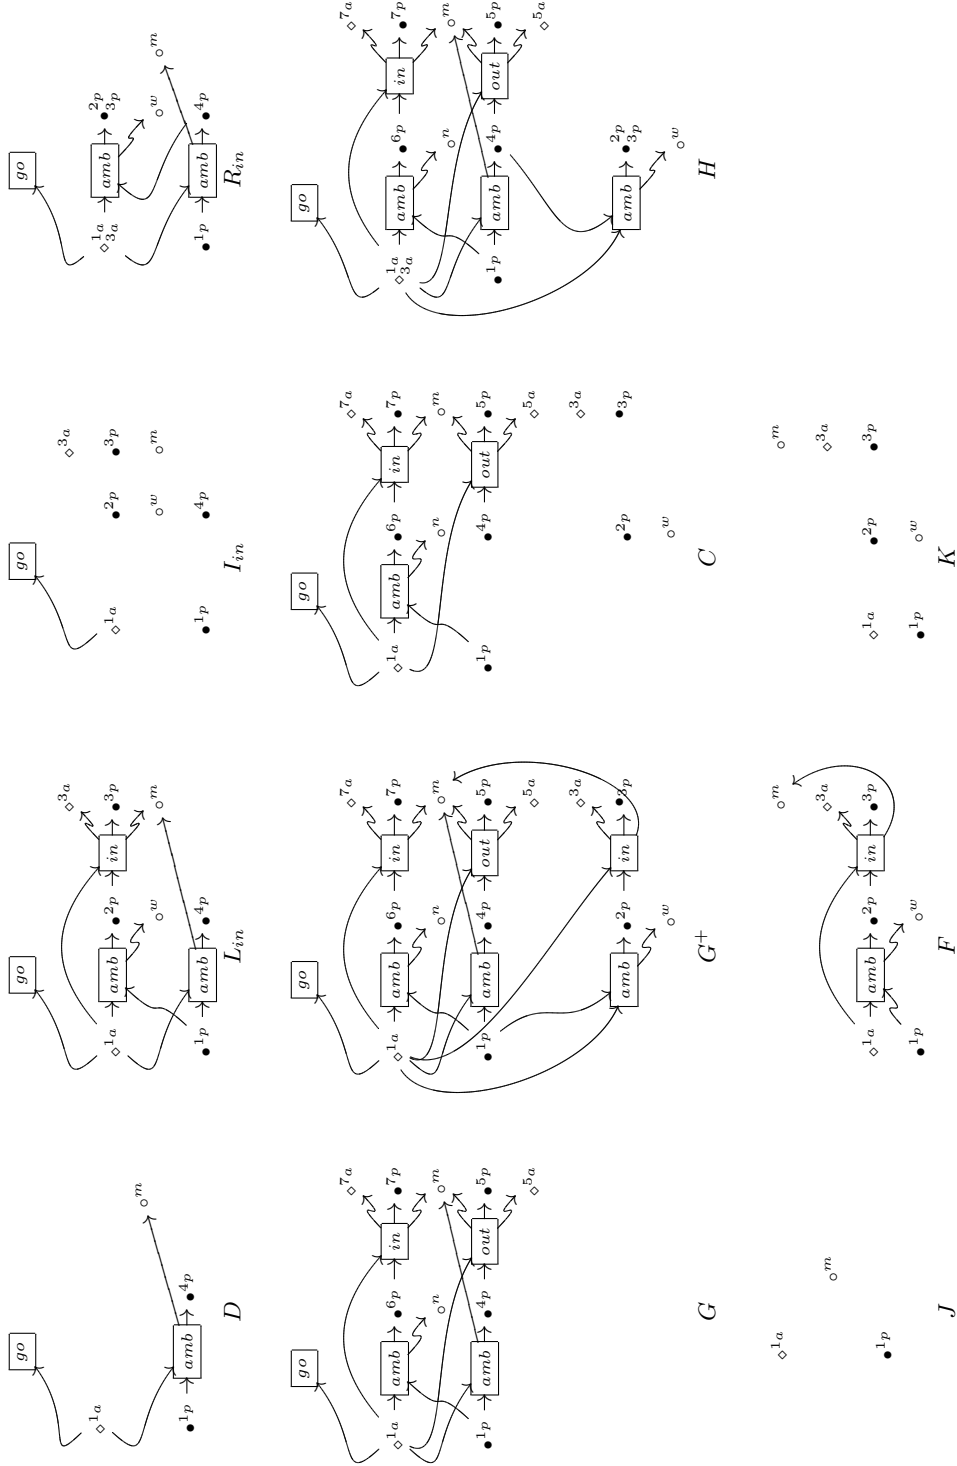 go
1a
m
1p amb 4p
D
go
3a
1a amb 2p in 3p
w m
1p amb 4p
L_in
go
3a
1a 2p 3p
w m
1p 4p
I_in
go
1a amb 2p
3a 3p
w m
1p amb 4p
R_in
go
7a
1a amb 6p in 7p
n m
1p amb 4p out 5p
5a
G
go
7a
1a amb 6p in 7p
n m
1p amb 4p out 5p
5a
3a
amb 2p in 3p
w
G+
go
7a
1a amb 6p in 7p
n m
1p 4p out 5p
5a
3a
2p 3p
w
C
go
7a
1a amb 6p in 7p
3a
n m
1p amb 4p out 5p
5a
amb 2p
3p
w
H
1a
m
1p
J
m
3a
1a amb 2p in 3p
1p w
F
m
3a
1a 2p 3p
1p w
K